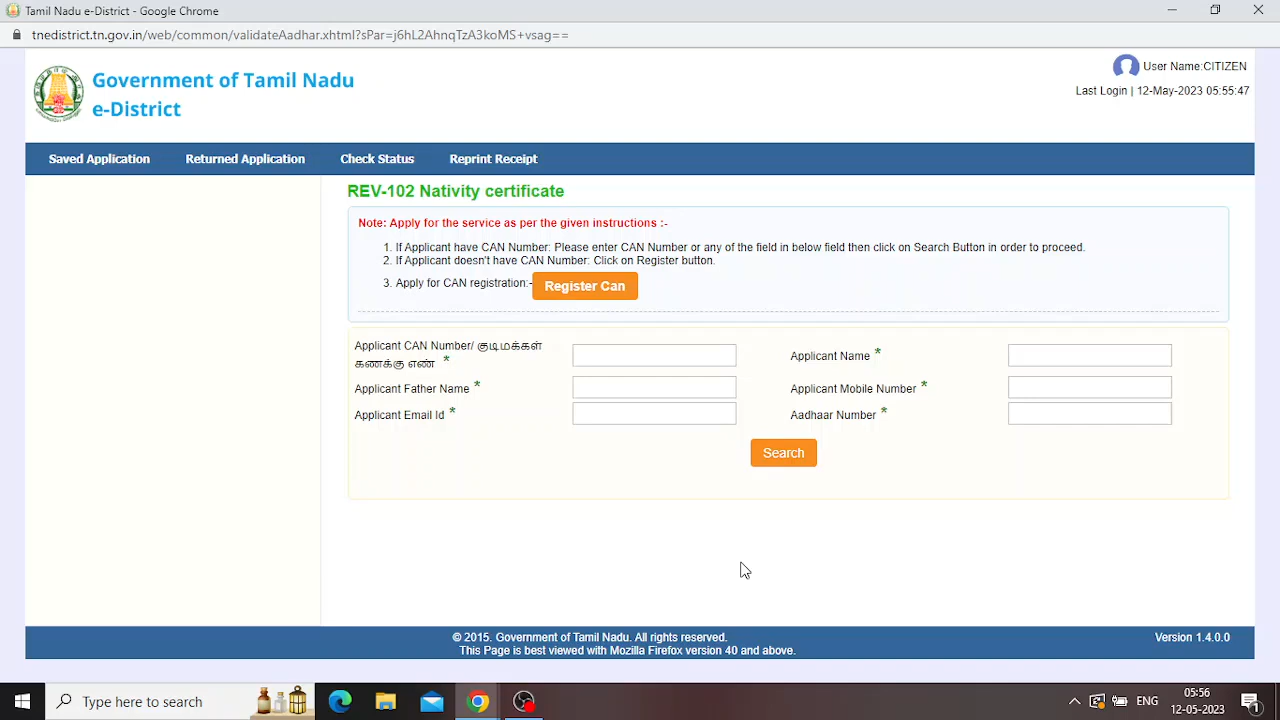 Tamil Nadu e-District - Google Chrome
tnedistrict.tn.gov.in/web/common/validateAadhar.xhtml?sPar=j6hL2AhnqTzA3koMS+vsag==
Government of Tamil Nadu
e-District
User Name:CITIZEN
Last Login | 12-May-2023 05:55:47
Saved Application Returned Application Check Status Reprint Receipt
REV-102 Nativity certificate
Note: Apply for the service as per the given instructions :-
1. If Applicant have CAN Number: Please enter CAN Number or any of the field in below field then click on Search Button in order to proceed.
2. If Applicant doesn't have CAN Number: Click on Register button.
3. Apply for CAN registration:- Register Can
Applicant CAN Number/ குடிமக்கள்
கணக்கு எண் *
Applicant Name *
Applicant Father Name * Applicant Mobile Number *
Applicant Email Id * Aadhaar Number *
Search
© 2015. Government of Tamil Nadu. All rights reserved. Version 1.4.0.0
This Page is best viewed with Mozilla Firefox version 40 and above.
Type here to search
ENG
05:56
12-05-2023
1